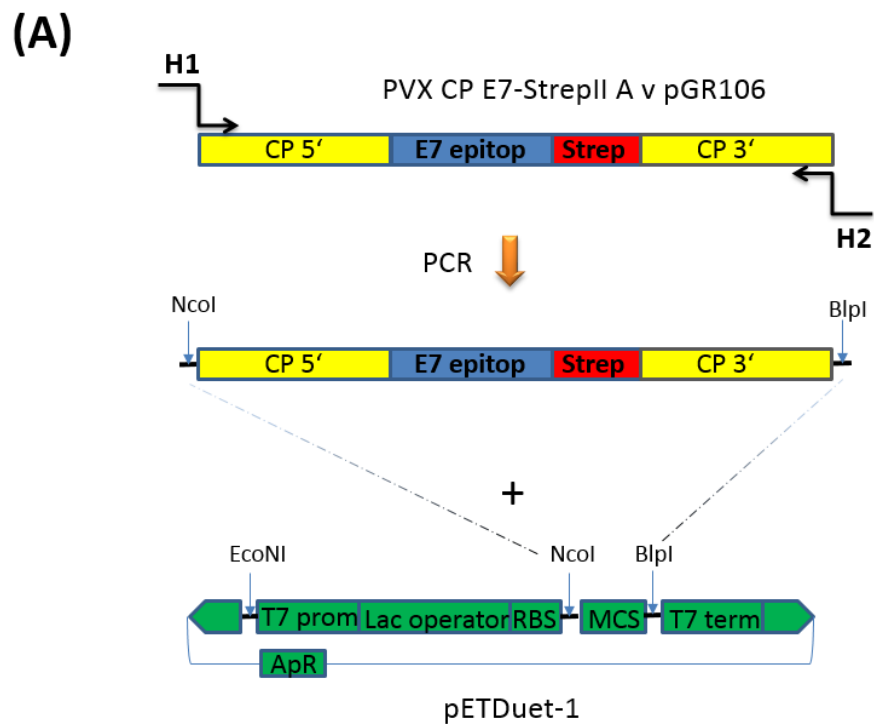 (A)
H1
PVX CP E7-StrepII A v pGR106
CP 5‘ E7 epitop Strep CP 3‘
H2
PCR
NcoI BlpI
CP 5‘ E7 epitop Strep CP 3‘
+
EcoNI NcoI BlpI
T7 prom Lac operator RBS MCS T7 term
ApR
pETDuet-1